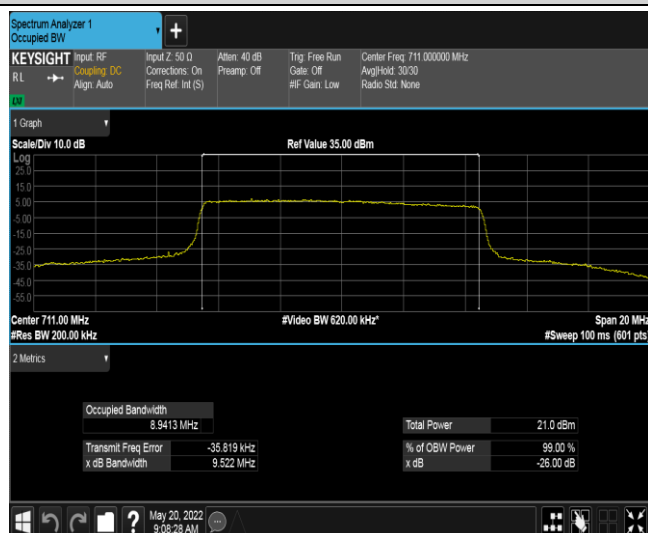 Spectrum Analyzer 1
Occupied BW
+
KEYSIGHT
RL
Input: RF
Coupling: DC
Align: Auto
Input Z: 50 Ω
Corrections: On
Freq Ref: Int (S)
Atten: 40 dB
Preamp: Off
Trig: Free Run
Gate: Off
#IF Gain: Low
Center Freq: 711.000000 MHz
Avg|Hold: 30/30
Radio Std: None
1 Graph
Scale/Div 10.0 dB
Ref Value 35.00 dBm
Log
25.0
15.0
5.00
-5.00
-15.0
-25.0
-35.0
-45.0
-55.0
Center 711.00 MHz
#Video BW 620.00 kHz*
Span 20 MHz
#Res BW 200.00 kHz
#Sweep 100 ms (601 pts)
2 Metrics
Occupied Bandwidth
8.9413 MHz
Total Power 21.0 dBm
Transmit Freq Error -35.819 kHz
% of OBW Power 99.00 %
x dB Bandwidth 9.522 MHz
x dB -26.00 dB
?
May 20, 2022
9:08:28 AM